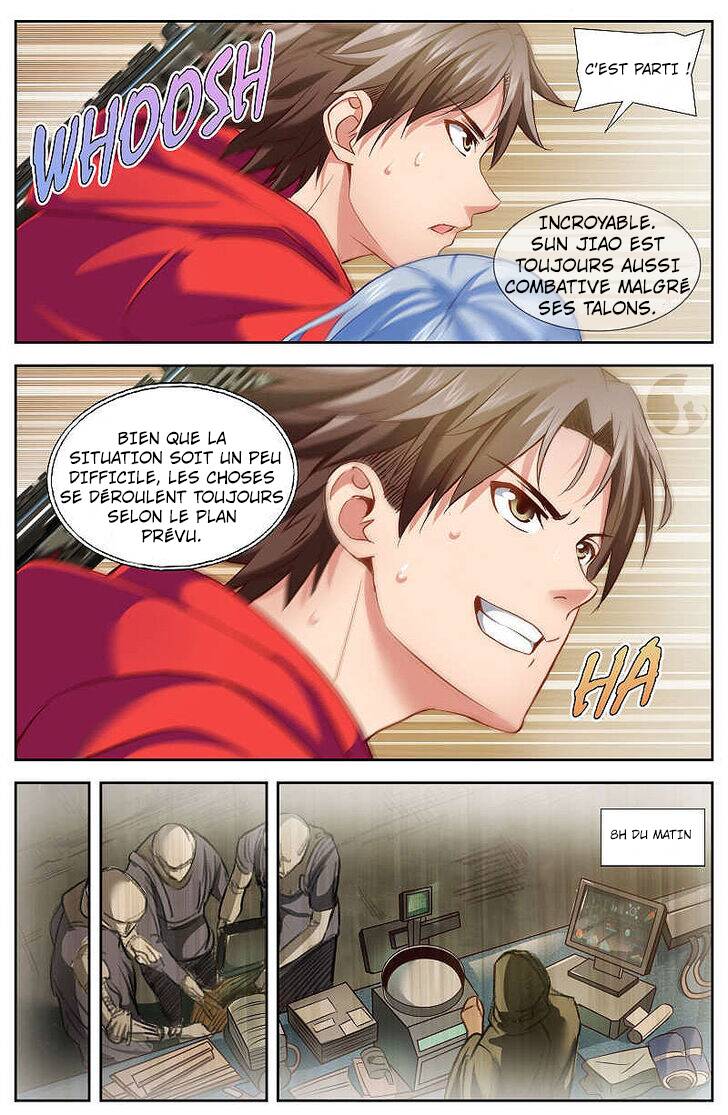 WHOOSH
C'EST PARTI !
INCROYABLE.
SUN JIAO EST
TOUJOURS AUSSI
COMBATIVE MALGRÉ
SES TALONS.
BIEN QUE LA
SITUATION SOIT UN PEU
DIFFICILE, LES CHOSES
SE DÉROULENT TOUJOURS
SELON LE PLAN
PRÉVU.
HA
8H DU MATIN